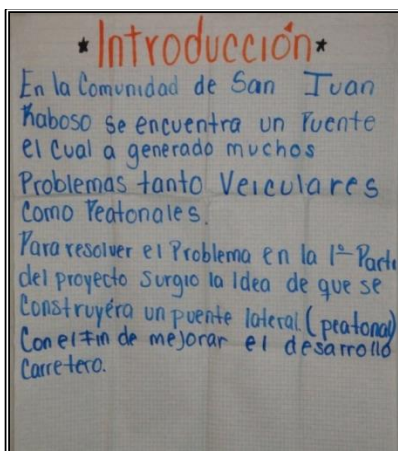 *Introducción*
En la Comunidad de San Juan
Raboso se encuentra un Puente
el cual a generado muchos
Problemas tanto Veiculares
Como Peatonales.
Para resolver el Problema en la 1ª Parte
del proyecto Surgio la Idea de que se
Construyéra un puente lateral (peatonal)
Con el Fin de mejorar el desarrollo
Carretero.